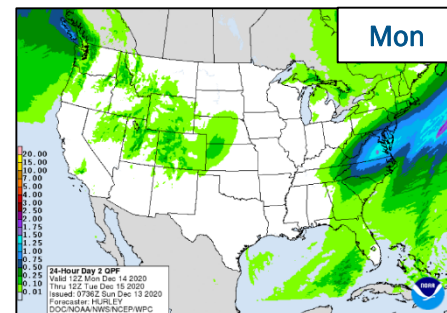 Mon
20.00
15.00
10.00
7.00
5.00
4.00
3.00
2.50
2.00
1.75
1.50
1.25
1.00
0.75
0.50
0.25
0.10
0.01
24-Hour Day 2 QPF
Valid 12Z Mon Dec 14 2020
Thru 12Z Tue Dec 15 2020
Issued: 0736Z Sun Dec 13 2020
Forecaster: HURLEY
DOC/NOAA/NWS/NCEP/WPC
noaa